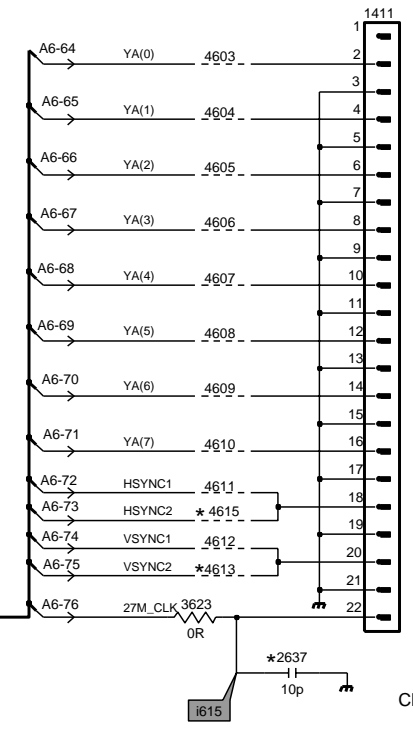 1411
1
A6-64 YA(0) 4603 2
3
A6-65 YA(1) 4604 4
5
A6-66 YA(2) 4605 6
7
A6-67 YA(3) 4606 8
9
A6-68 YA(4) 4607 10
11
A6-69 YA(5) 4608 12
13
A6-70 YA(6) 4609 14
15
A6-71 YA(7) 4610 16
17
A6-72 HSYNC1 4611
18
A6-73 HSYNC2 * 4615
19
A6-74 VSYNC1 4612
20
A6-75 VSYNC2 *4613
21
A6-76 27M_CLK 3623 22
0R
*2637
10p
i615